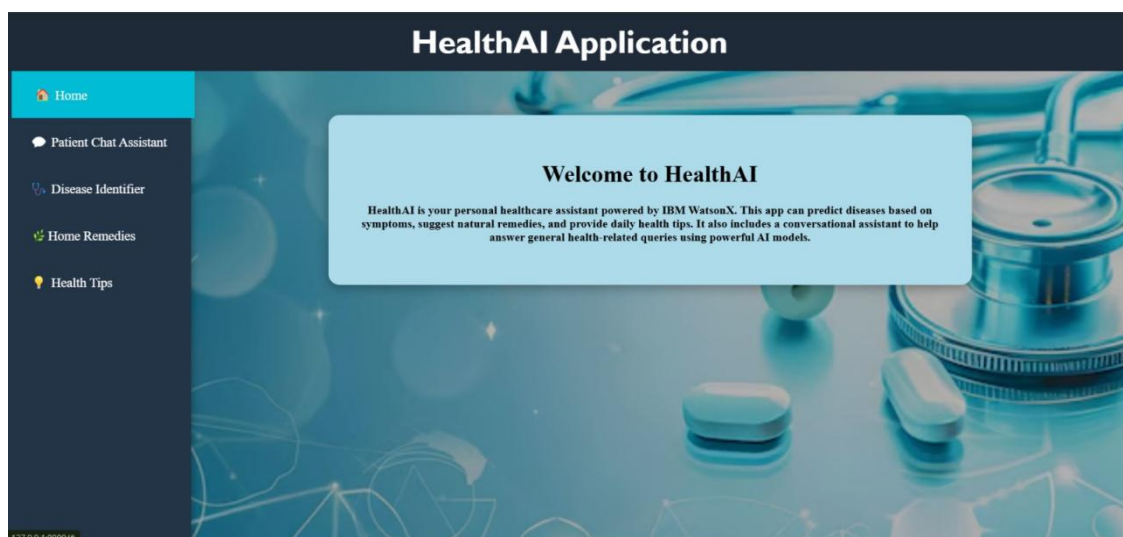 HealthAI Application
Home
Patient Chat Assistant
Disease Identifier
Home Remedies
Health Tips
Welcome to HealthAI
HealthAI is your personal healthcare assistant powered by IBM WatsonX. This app can predict diseases based on
symptoms, suggest natural remedies, and provide daily health tips. It also includes a conversational assistant to help
answer general health-related queries using powerful AI models.